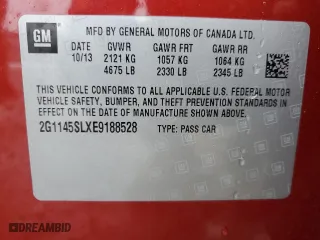 GM
MFD BY GENERAL MOTORS OF CANADA LTD.
DATE GVWR GAWR FRT GAWR RR
10/13 2121 KG 1057 KG 1064 KG
4675 LB 2330 LB 2345 LB
THIS VEHICLE CONFORMS TO ALL APPLICABLE U.S. FEDERAL MOTOR
VEHICLE SAFETY, BUMPER, AND THEFT PREVENTION STANDARDS IN
EFFECT ON THE DATE OF MANUFACTURE SHOWN ABOVE.
2G1145SLXE9188528 TYPE: PASS CAR
DREAMBID